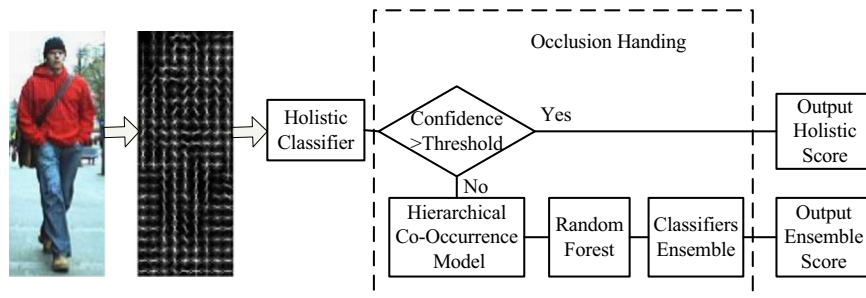 Occlusion Handing
Holistic
Classifier
Confidence
>Threshold
Yes
Output
Holistic
Score
No
Hierarchical
Co-Occurrence
Model
Random
Forest
Classifiers
Ensemble
Output
Ensemble
Score